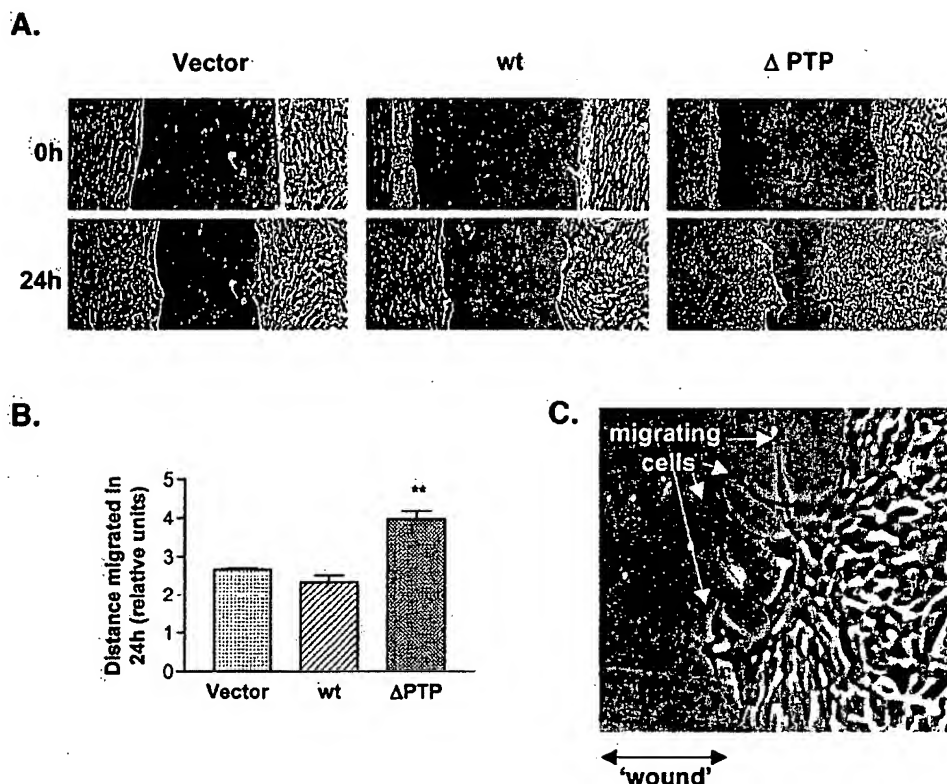 A.
Vector wt Δ PTP
0h
24h
B.
Distance migrated in
24h (relative units)
5
4
3
2
1
0
**
Vector wt ΔPTP
C.
migrating
cells
'wound'